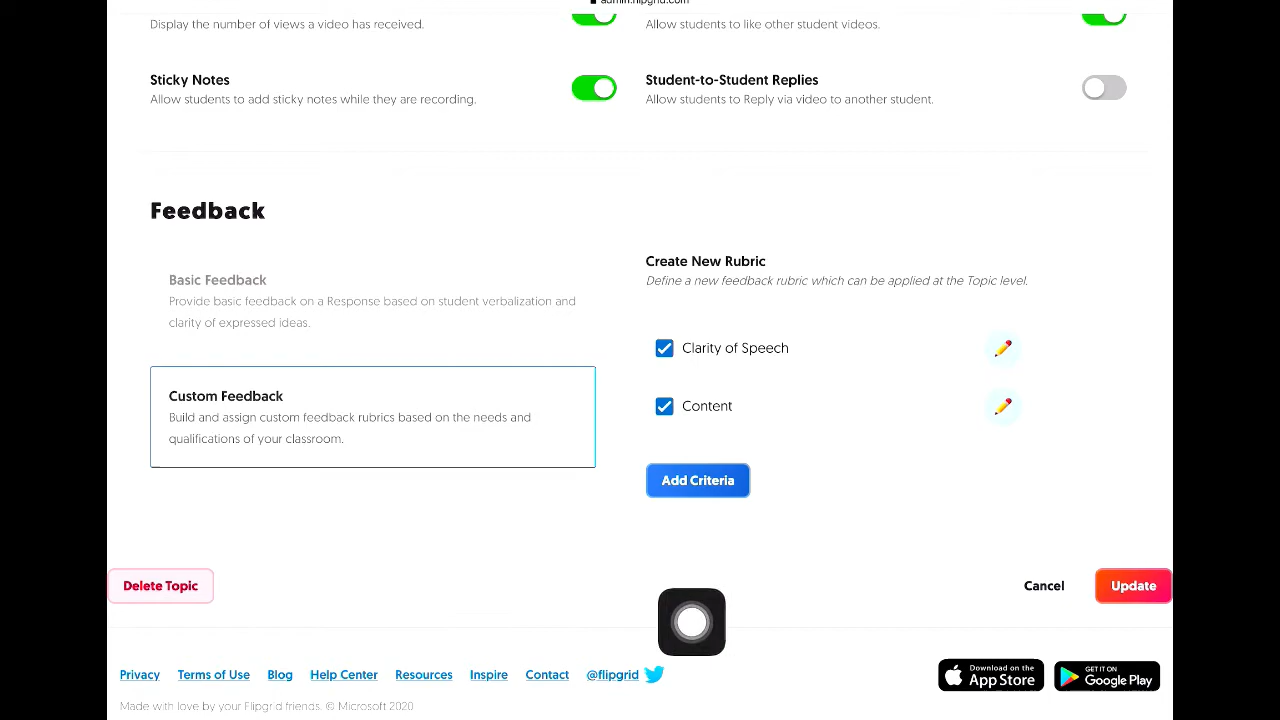 admin.flipgrid.com
Display the number of views a video has received.
Allow students to like other student videos.
Sticky Notes
Allow students to add sticky notes while they are recording.
Student-to-Student Replies
Allow students to Reply via video to another student.
Feedback
Basic Feedback
Provide basic feedback on a Response based on student verbalization and
clarity of expressed ideas.
Custom Feedback
Build and assign custom feedback rubrics based on the needs and
qualifications of your classroom.
Create New Rubric
Define a new feedback rubric which can be applied at the Topic level.
Clarity of Speech
Content
Add Criteria
Delete Topic
Cancel
Update
Privacy Terms of Use Blog Help Center Resources Inspire Contact @flipgrid
Download on the
App Store
GET IT ON
Google Play
Made with love by your Flipgrid friends. © Microsoft 2020